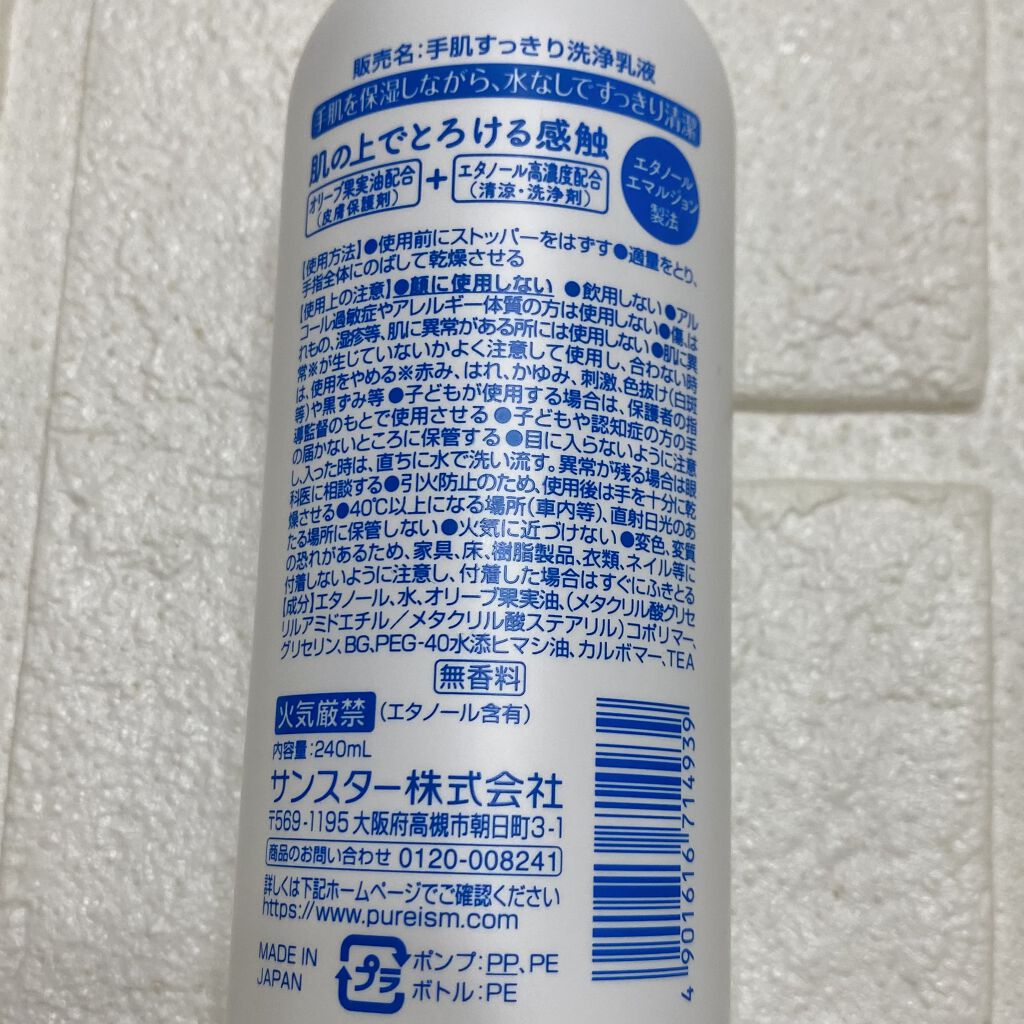 販売名:手肌すっきり洗浄乳液
手肌を保湿しながら、水なしですっきり清潔
肌の上でとろける感触
オリーブ果実油配合
(皮膚保護剤)
+
エタノール高濃度配合
(清涼・洗浄剤)
エタノール
エマルジョン
製法
【使用方法】●使用前にストッパーをはずす●適量をとり、
手指全体にのばして乾燥させる
【使用上の注意】●顔に使用しない ●飲用しない ●アル
コール過敏症やアレルギー体質の方は使用しない●傷、は
れもの、湿疹等、肌に異常がある所には使用しない ●肌に異
常※が生じていないかよく注意して使用し、合わない時
は、使用をやめる※赤み、はれ、かゆみ、刺激、色抜け(白斑
等)や黒ずみ等 ●子どもが使用する場合は、保護者の指
導監督のもとで使用させる ●子どもや認知症の方の手
の届かないところに保管する ●目に入らないように注意
し、入った時は、直ちに水で洗い流す。異常が残る場合は眼
科医に相談する●引火防止のため、使用後は手を十分に乾
燥させる●40℃以上になる場所(車内等)、直射日光のあ
たる場所に保管しない ●火気に近づけない ●変色、変質
の恐れがあるため、家具、床、樹脂製品、衣類、ネイル等に
付着しないように注意し、付着した場合はすぐにふきとる
【成分】エタノール、水、オリーブ果実油、(メタクリル酸グリセ
リルアミドエチル/メタクリル酸ステアリル)コポリマー、
グリセリン、BG、PEG-40水添ヒマシ油、カルボマー、TEA
無香料
火気厳禁 (エタノール含有)
内容量:240mL
サンスター株式会社
〒569-1195 大阪府高槻市朝日町3-1
商品のお問い合わせ 0120-008241
詳しくは下記ホームページでご確認ください
https://www.pureism.com
MADE IN
JAPAN
プラ
ポンプ:PP、PE
ボトル:PE
4 901616 714939